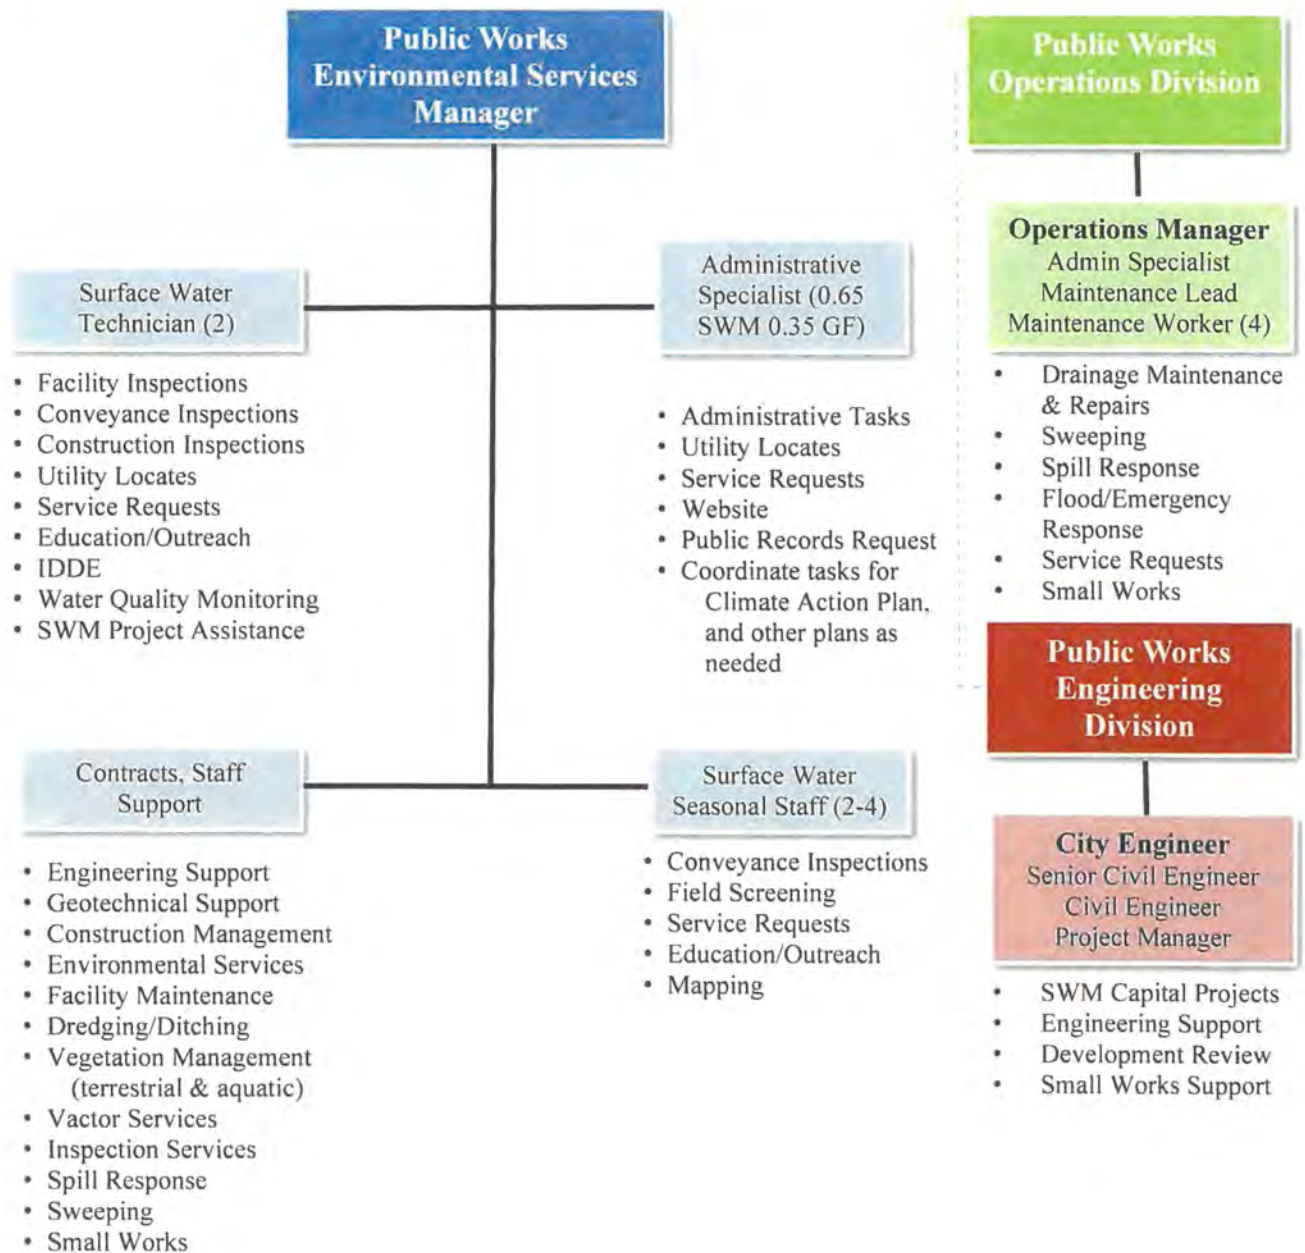 Public Works
Environmental Services
Manager
Surface Water
Technician (2)
• Facility Inspections
• Conveyance Inspections
• Construction Inspections
• Utility Locates
• Service Requests
• Education/Outreach
• IDDE
• Water Quality Monitoring
• SWM Project Assistance
Administrative
Specialist (0.65
SWM 0.35 GF)
• Administrative Tasks
• Utility Locates
• Service Requests
• Website
• Public Records Request
• Coordinate tasks for
Climate Action Plan,
and other plans as
needed
Contracts, Staff
Support
• Engineering Support
• Geotechnical Support
• Construction Management
• Environmental Services
• Facility Maintenance
• Dredging/Ditching
• Vegetation Management
(terrestrial & aquatic)
• Vactor Services
• Inspection Services
• Spill Response
• Sweeping
• Small Works
Surface Water
Seasonal Staff (2-4)
• Conveyance Inspections
• Field Screening
• Service Requests
• Education/Outreach
• Mapping
Public Works
Operations Division
Operations Manager
Admin Specialist
Maintenance Lead
Maintenance Worker (4)
• Drainage Maintenance
& Repairs
• Sweeping
• Spill Response
• Flood/Emergency
Response
• Service Requests
• Small Works
Public Works
Engineering
Division
City Engineer
Senior Civil Engineer
Civil Engineer
Project Manager
• SWM Capital Projects
• Engineering Support
• Development Review
• Small Works Support